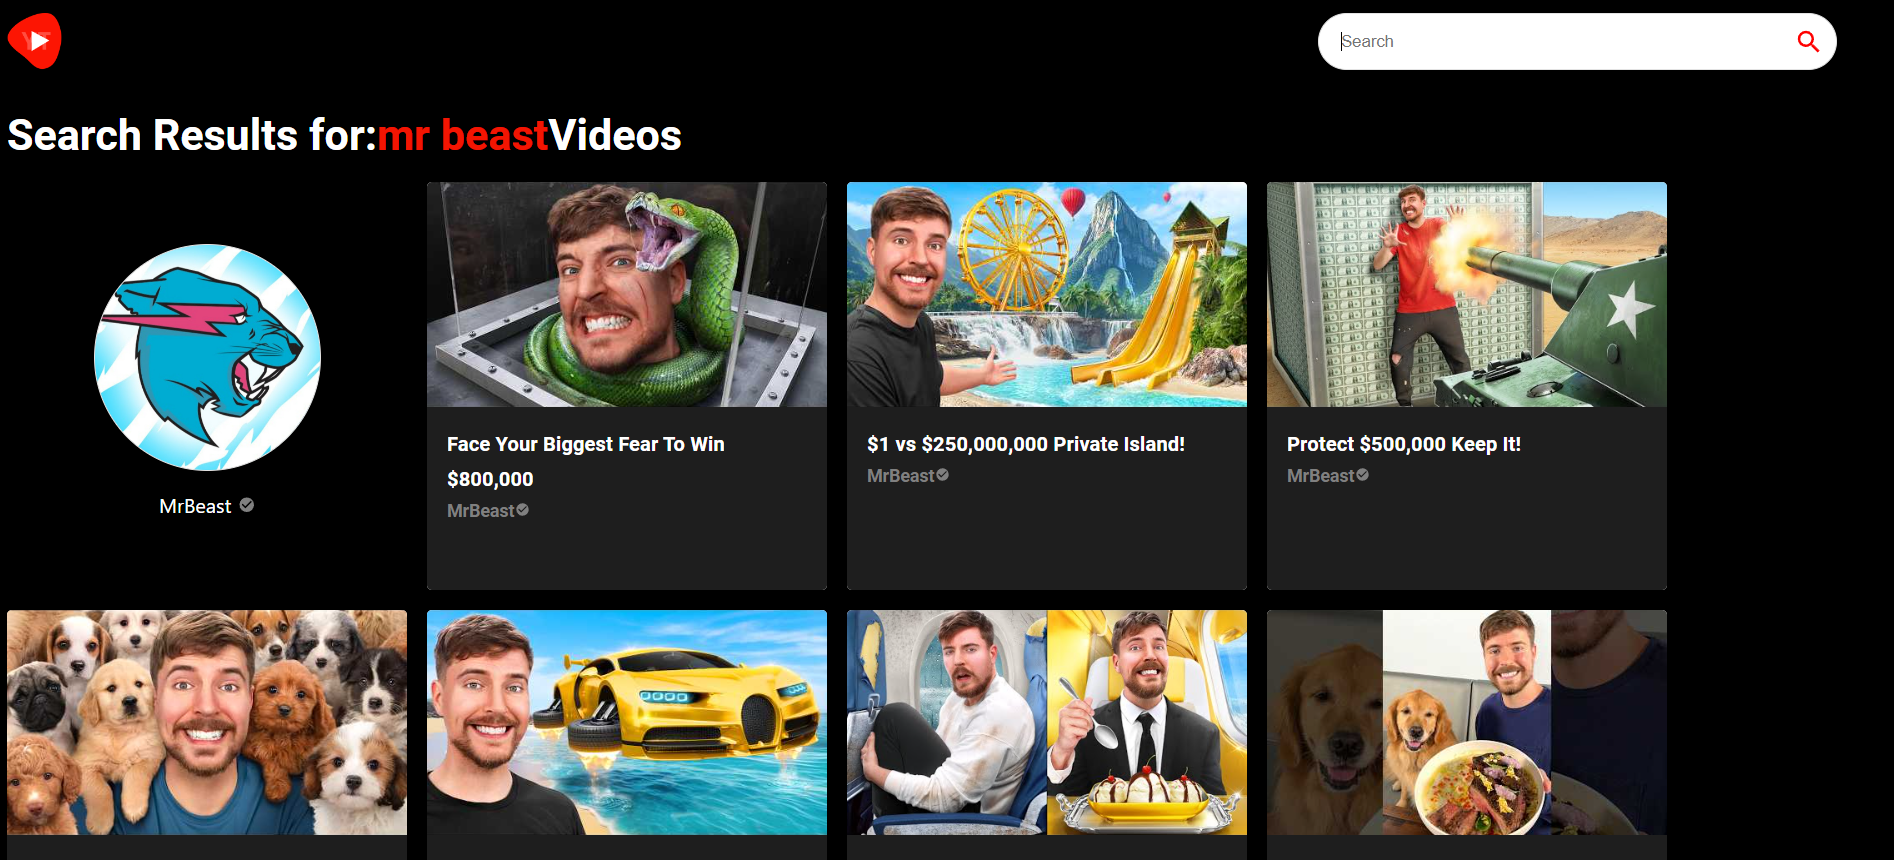 YT
Search
Search Results for:mr beastVideos
MrBeast
Face Your Biggest Fear To Win
$800,000
MrBeast
$1 vs $250,000,000 Private Island!
MrBeast
Protect $500,000 Keep It!
MrBeast